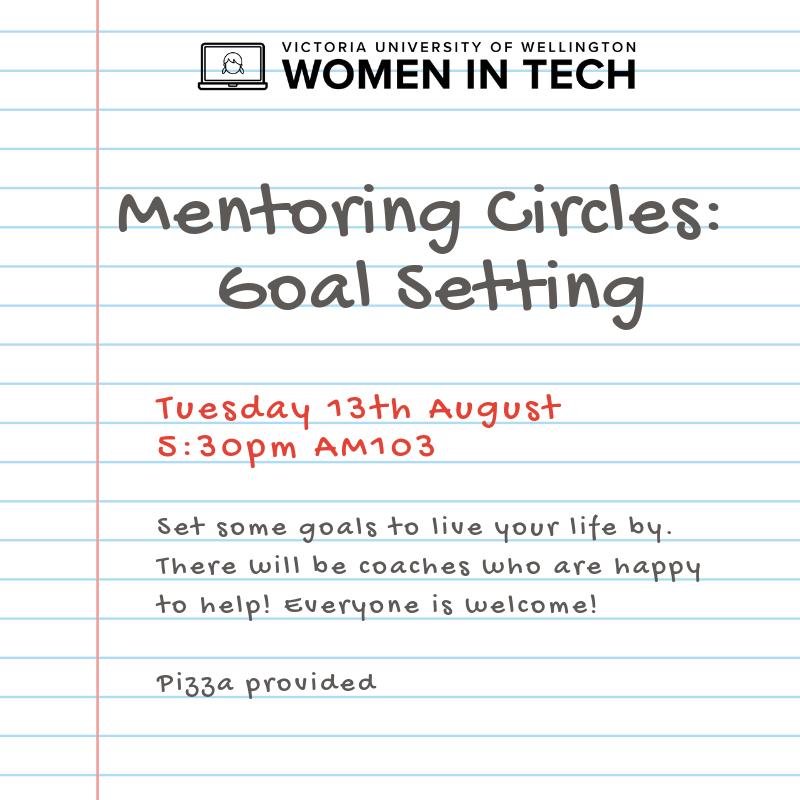 VICTORIA UNIVERSITY OF WELLINGTON
WOMEN IN TECH
Mentoring Circles:
Goal Setting
Tuesday 13th August
5:30pm AM103
Set some goals to live your life by.
There will be coaches who are happy
to help! Everyone is welcome!
Pizza provided